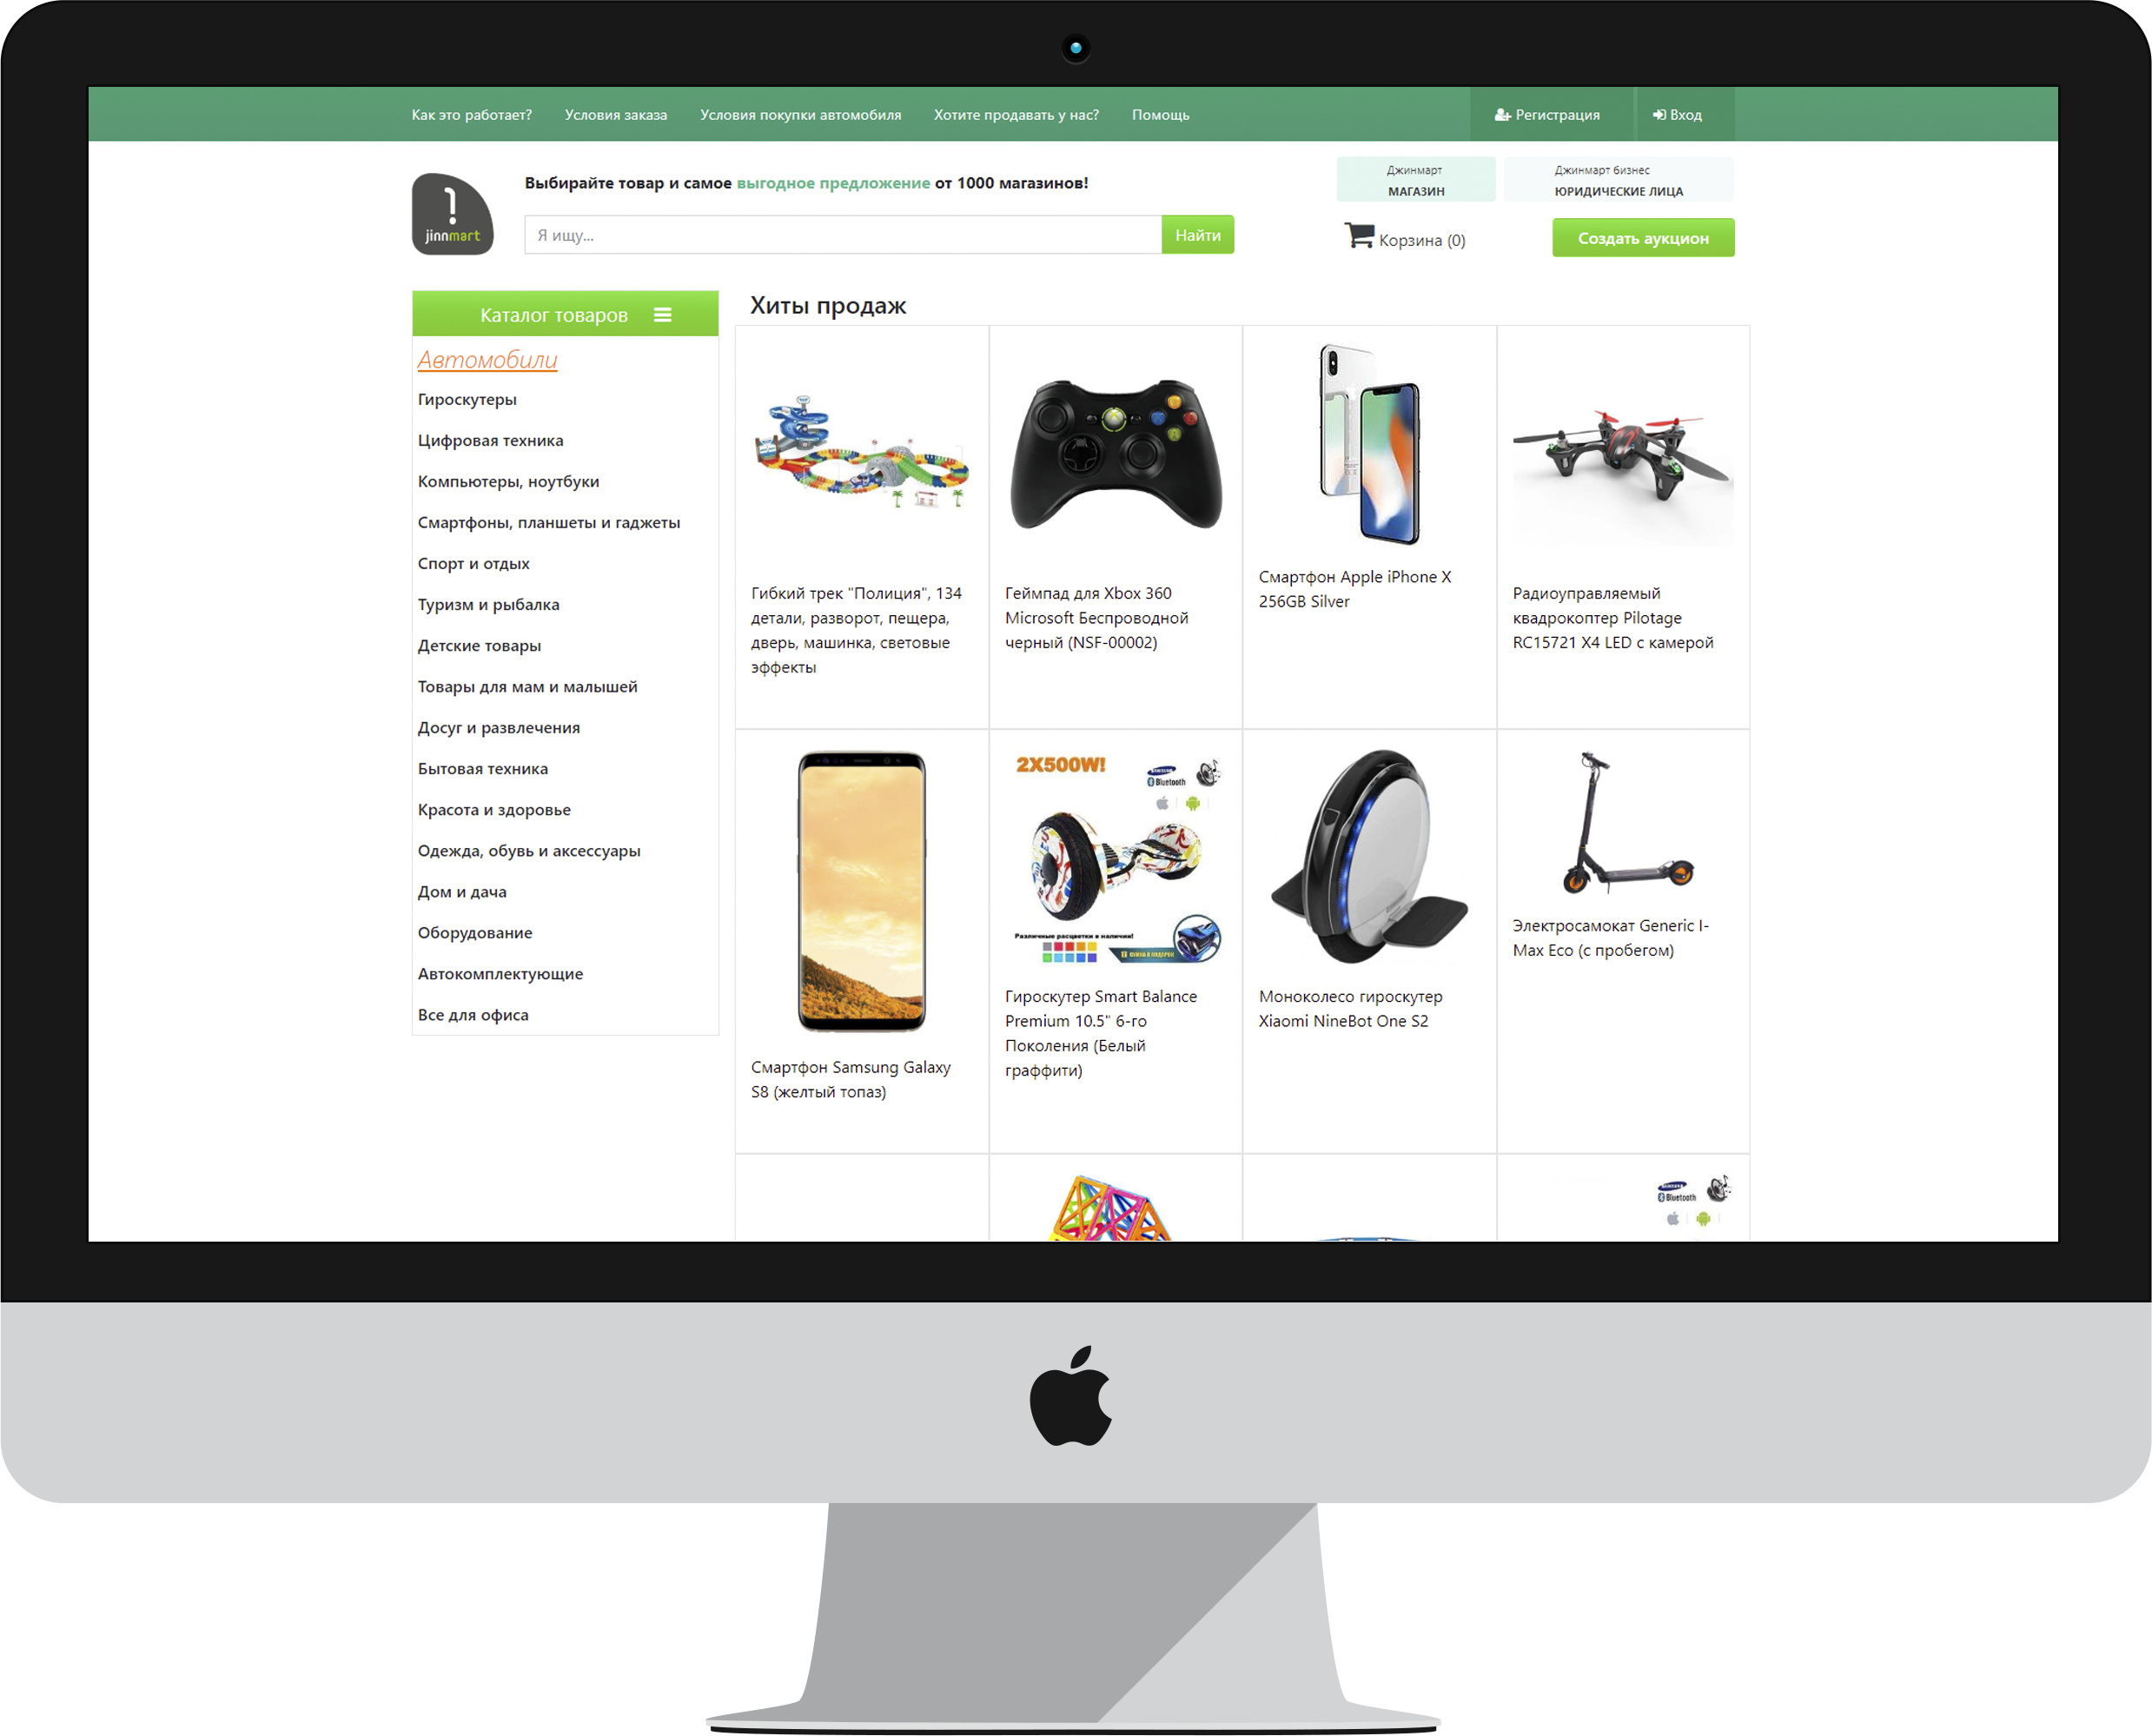 Как это работает?
Условия заказа
Условия покупки автомобиля
Хотите продавать у нас?
Помощь
Регистрация
Вход
jinnmart
Выбирайте товар и самое выгодное предложение от 1000 магазинов!
Я ищу...
Найти
Джинмарт
МАГАЗИН
Джинмарт бизнес
ЮРИДИЧЕСКИЕ ЛИЦА
Корзина (0)
Создать аукцион
Каталог товаров
Автомобили
Гироскутеры
Цифровая техника
Компьютеры, ноутбуки
Смартфоны, планшеты и гаджеты
Спорт и отдых
Туризм и рыбалка
Детские товары
Товары для мам и малышей
Досуг и развлечения
Бытовая техника
Красота и здоровье
Одежда, обувь и аксессуары
Дом и дача
Оборудование
Автокомплектующие
Все для офиса
Хиты продаж
Гибкий трек "Полиция", 134
детали, разворот, пещера,
дверь, машинка, световые
эффекты
Геймпад для Xbox 360
Microsoft Беспроводной
черный (NSF-00002)
Смартфон Apple iPhone X
256GB Silver
Радиоуправляемый
квадрокоптер Pilotage
RC15721 X4 LED с камерой
Смартфон Samsung Galaxy
S8 (желтый топаз)
2X500W!
SAMSUNG
Bluetooth
Различные расцветки в наличии!
СУМКА В ПОДАРОК
Гироскутер Smart Balance
Premium 10.5" 6-го
Поколения (Белый
граффити)
Моноколесо гироскутер
Xiaomi NineBot One S2
Электросамокат Generic I-
Max Eco (с пробегом)
SAMSUNG
Bluetooth